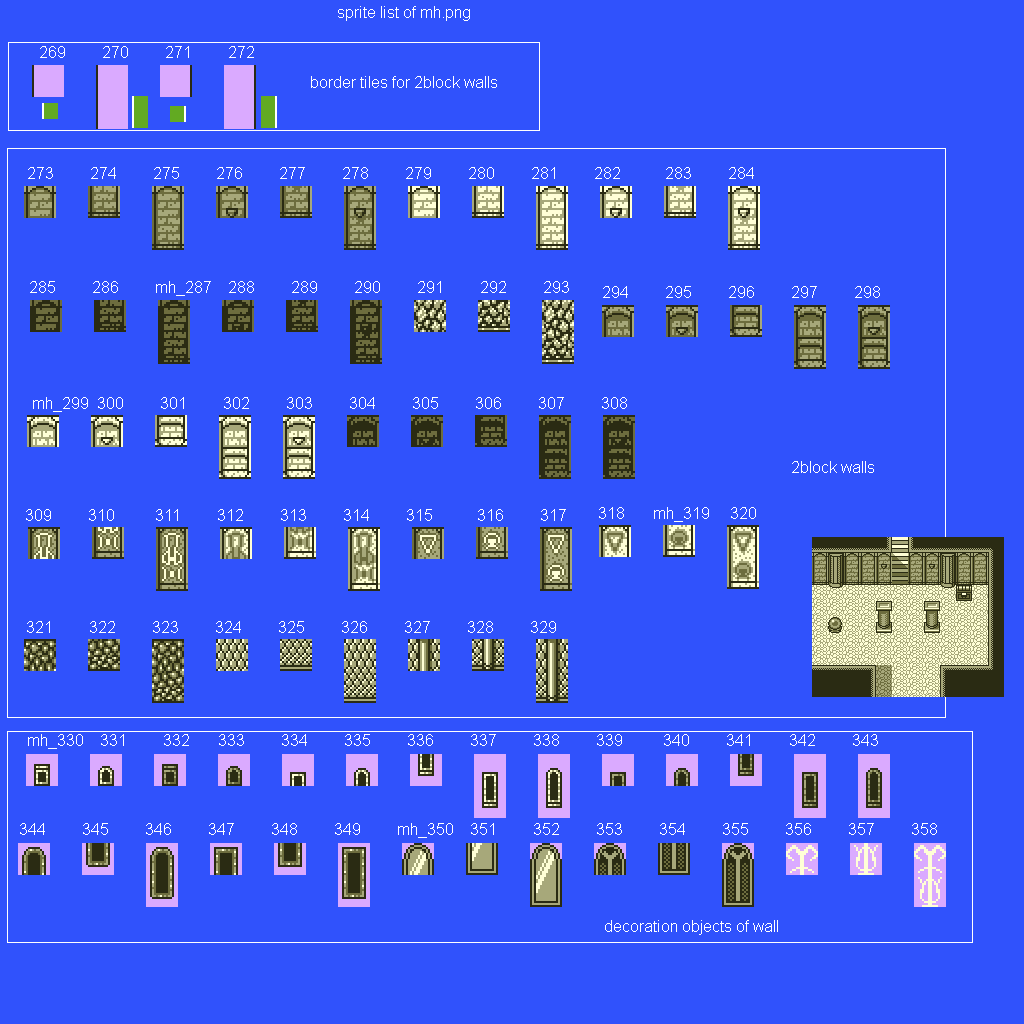 sprite list of mh.png
269 270 271 272
border tiles for 2block walls
273 274 275 276 277 278 279 280 281 282 283 284
285 286 mh_287 288 289 290 291 292 293 294 295 296 297 298
mh_299 300 301 302 303 304 305 306 307 308
2block walls
309 310 311 312 313 314 315 316 317 318 mh_319 320
321 322 323 324 325 326 327 328 329
mh_330 331 332 333 334 335 336 337 338 339 340 341 342 343
344 345 346 347 348 349 mh_350 351 352 353 354 355 356 357 358
decoration objects of wall